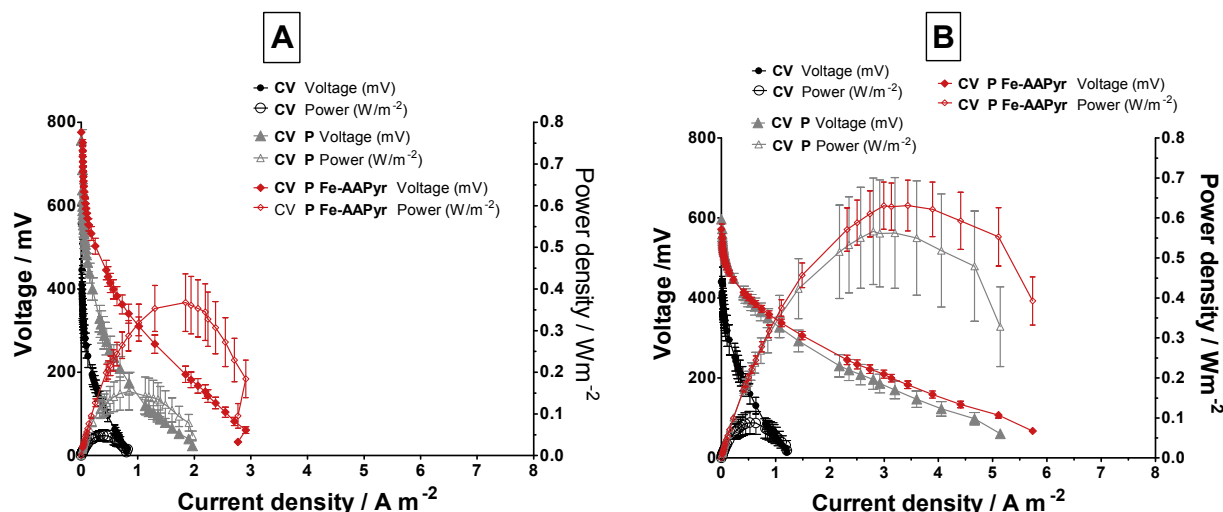 A
CV Voltage (mV)
CV Power (W/m-2)
CV P Voltage (mV)
CV P Power (W/m-2)
CV P Fe-AAPyr Voltage (mV)
CV P Fe-AAPyr Power (W/m-2)
800
600
400
200
0
Voltage / mV
0.8
0.7
0.6
0.5
0.4
0.3
0.2
0.1
0.0
Power density / Wm-2
0 1 2 3 4 5 6 7 8
Current density / A m-2
B
CV Voltage (mV)
CV Power (W/m-2)
CV P Voltage (mV)
CV P Power (W/m-2)
CV P Fe-AAPyr Voltage (mV)
CV P Fe-AAPyr Power (W/m-2)
800
600
400
200
0
Voltage / mV
0.8
0.7
0.6
0.5
0.4
0.3
0.2
0.1
0.0
Power density / Wm-2
0 1 2 3 4 5 6 7 8
Current density / A m-2